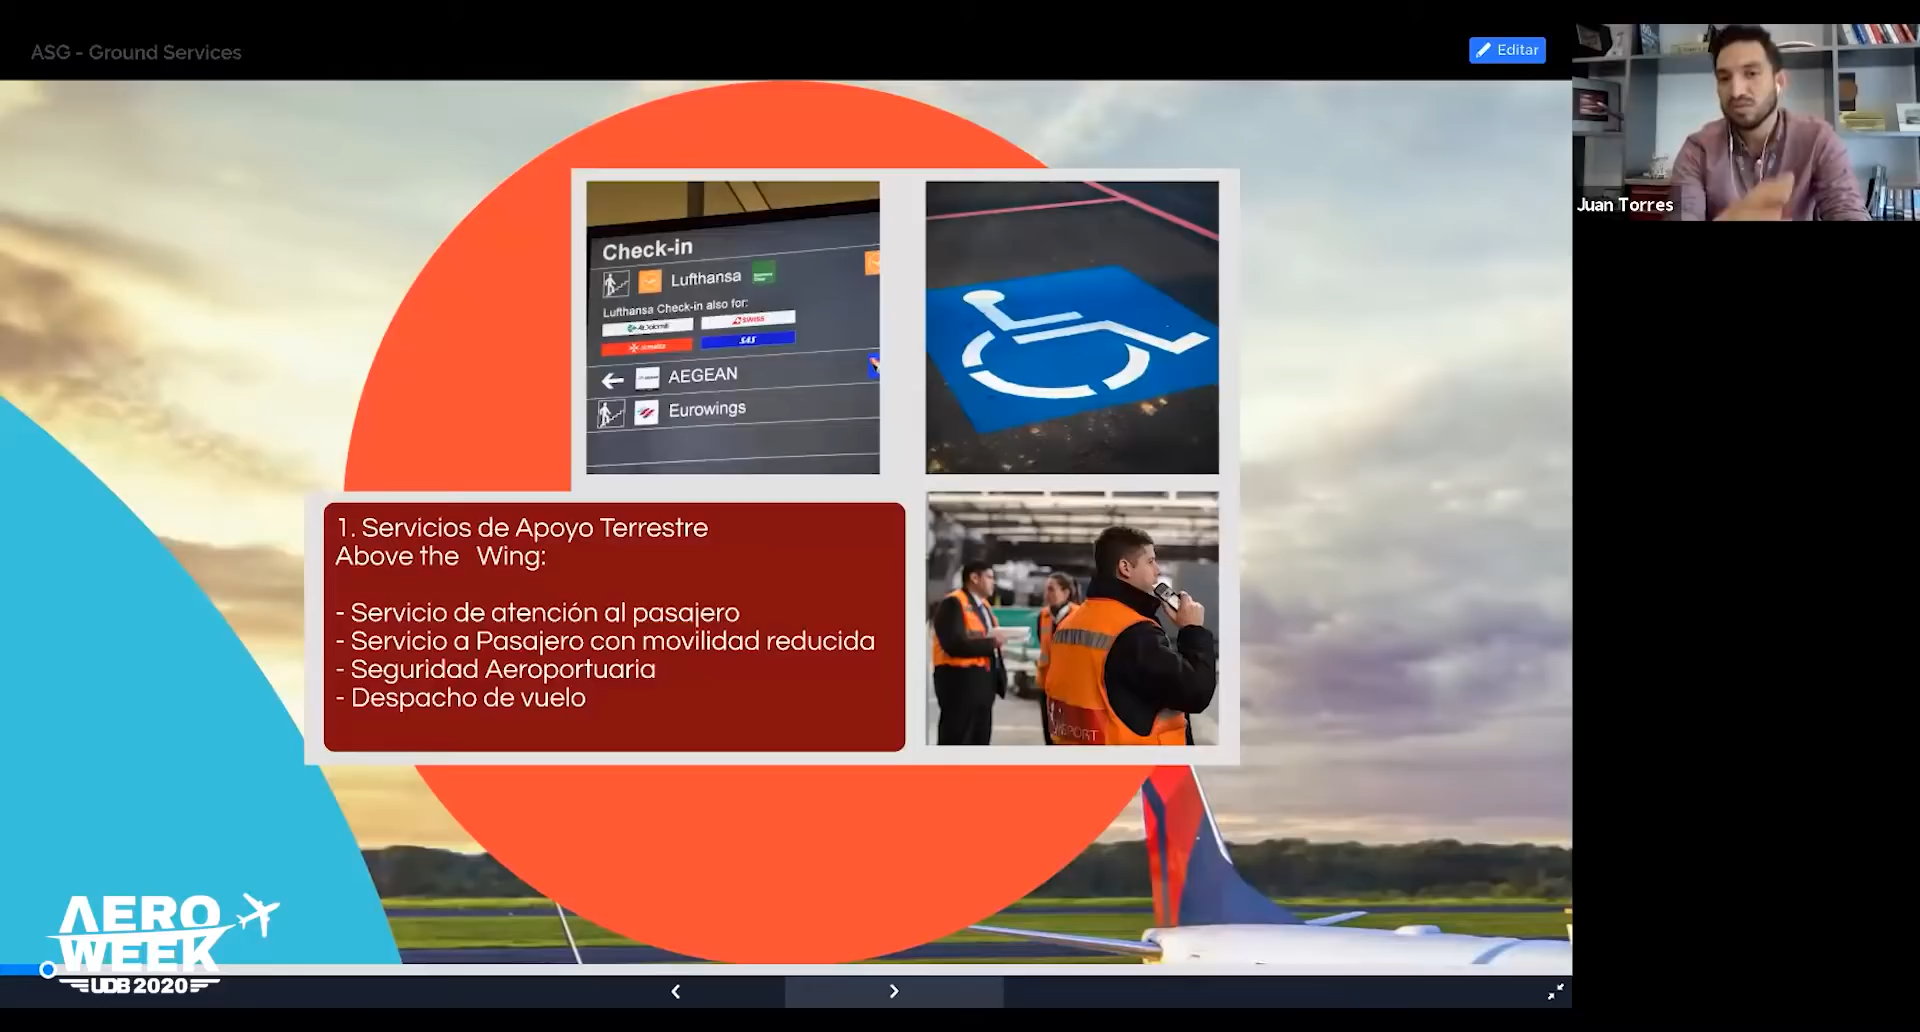 ASG - Ground Services
Editar
Juan Torres
Check-in
Lufthansa
Lufthansa Check-in also for:
SWISS
SAS
AEGEAN
Eurowings
1. Servicios de Apoyo Terrestre
Above the Wing:
- Servicio de atención al pasajero
- Servicio a Pasajero con movilidad reducida
- Seguridad Aeroportuaria
- Despacho de vuelo
AERO
WEEK
UDB 2020